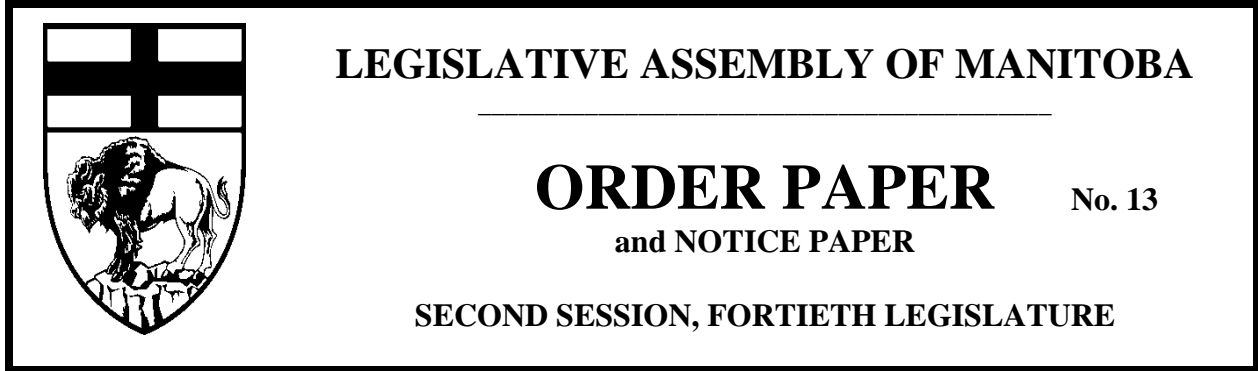 LEGISLATIVE ASSEMBLY OF MANITOBA
ORDER PAPER No. 13
and NOTICE PAPER
SECOND SESSION, FORTIETH LEGISLATURE